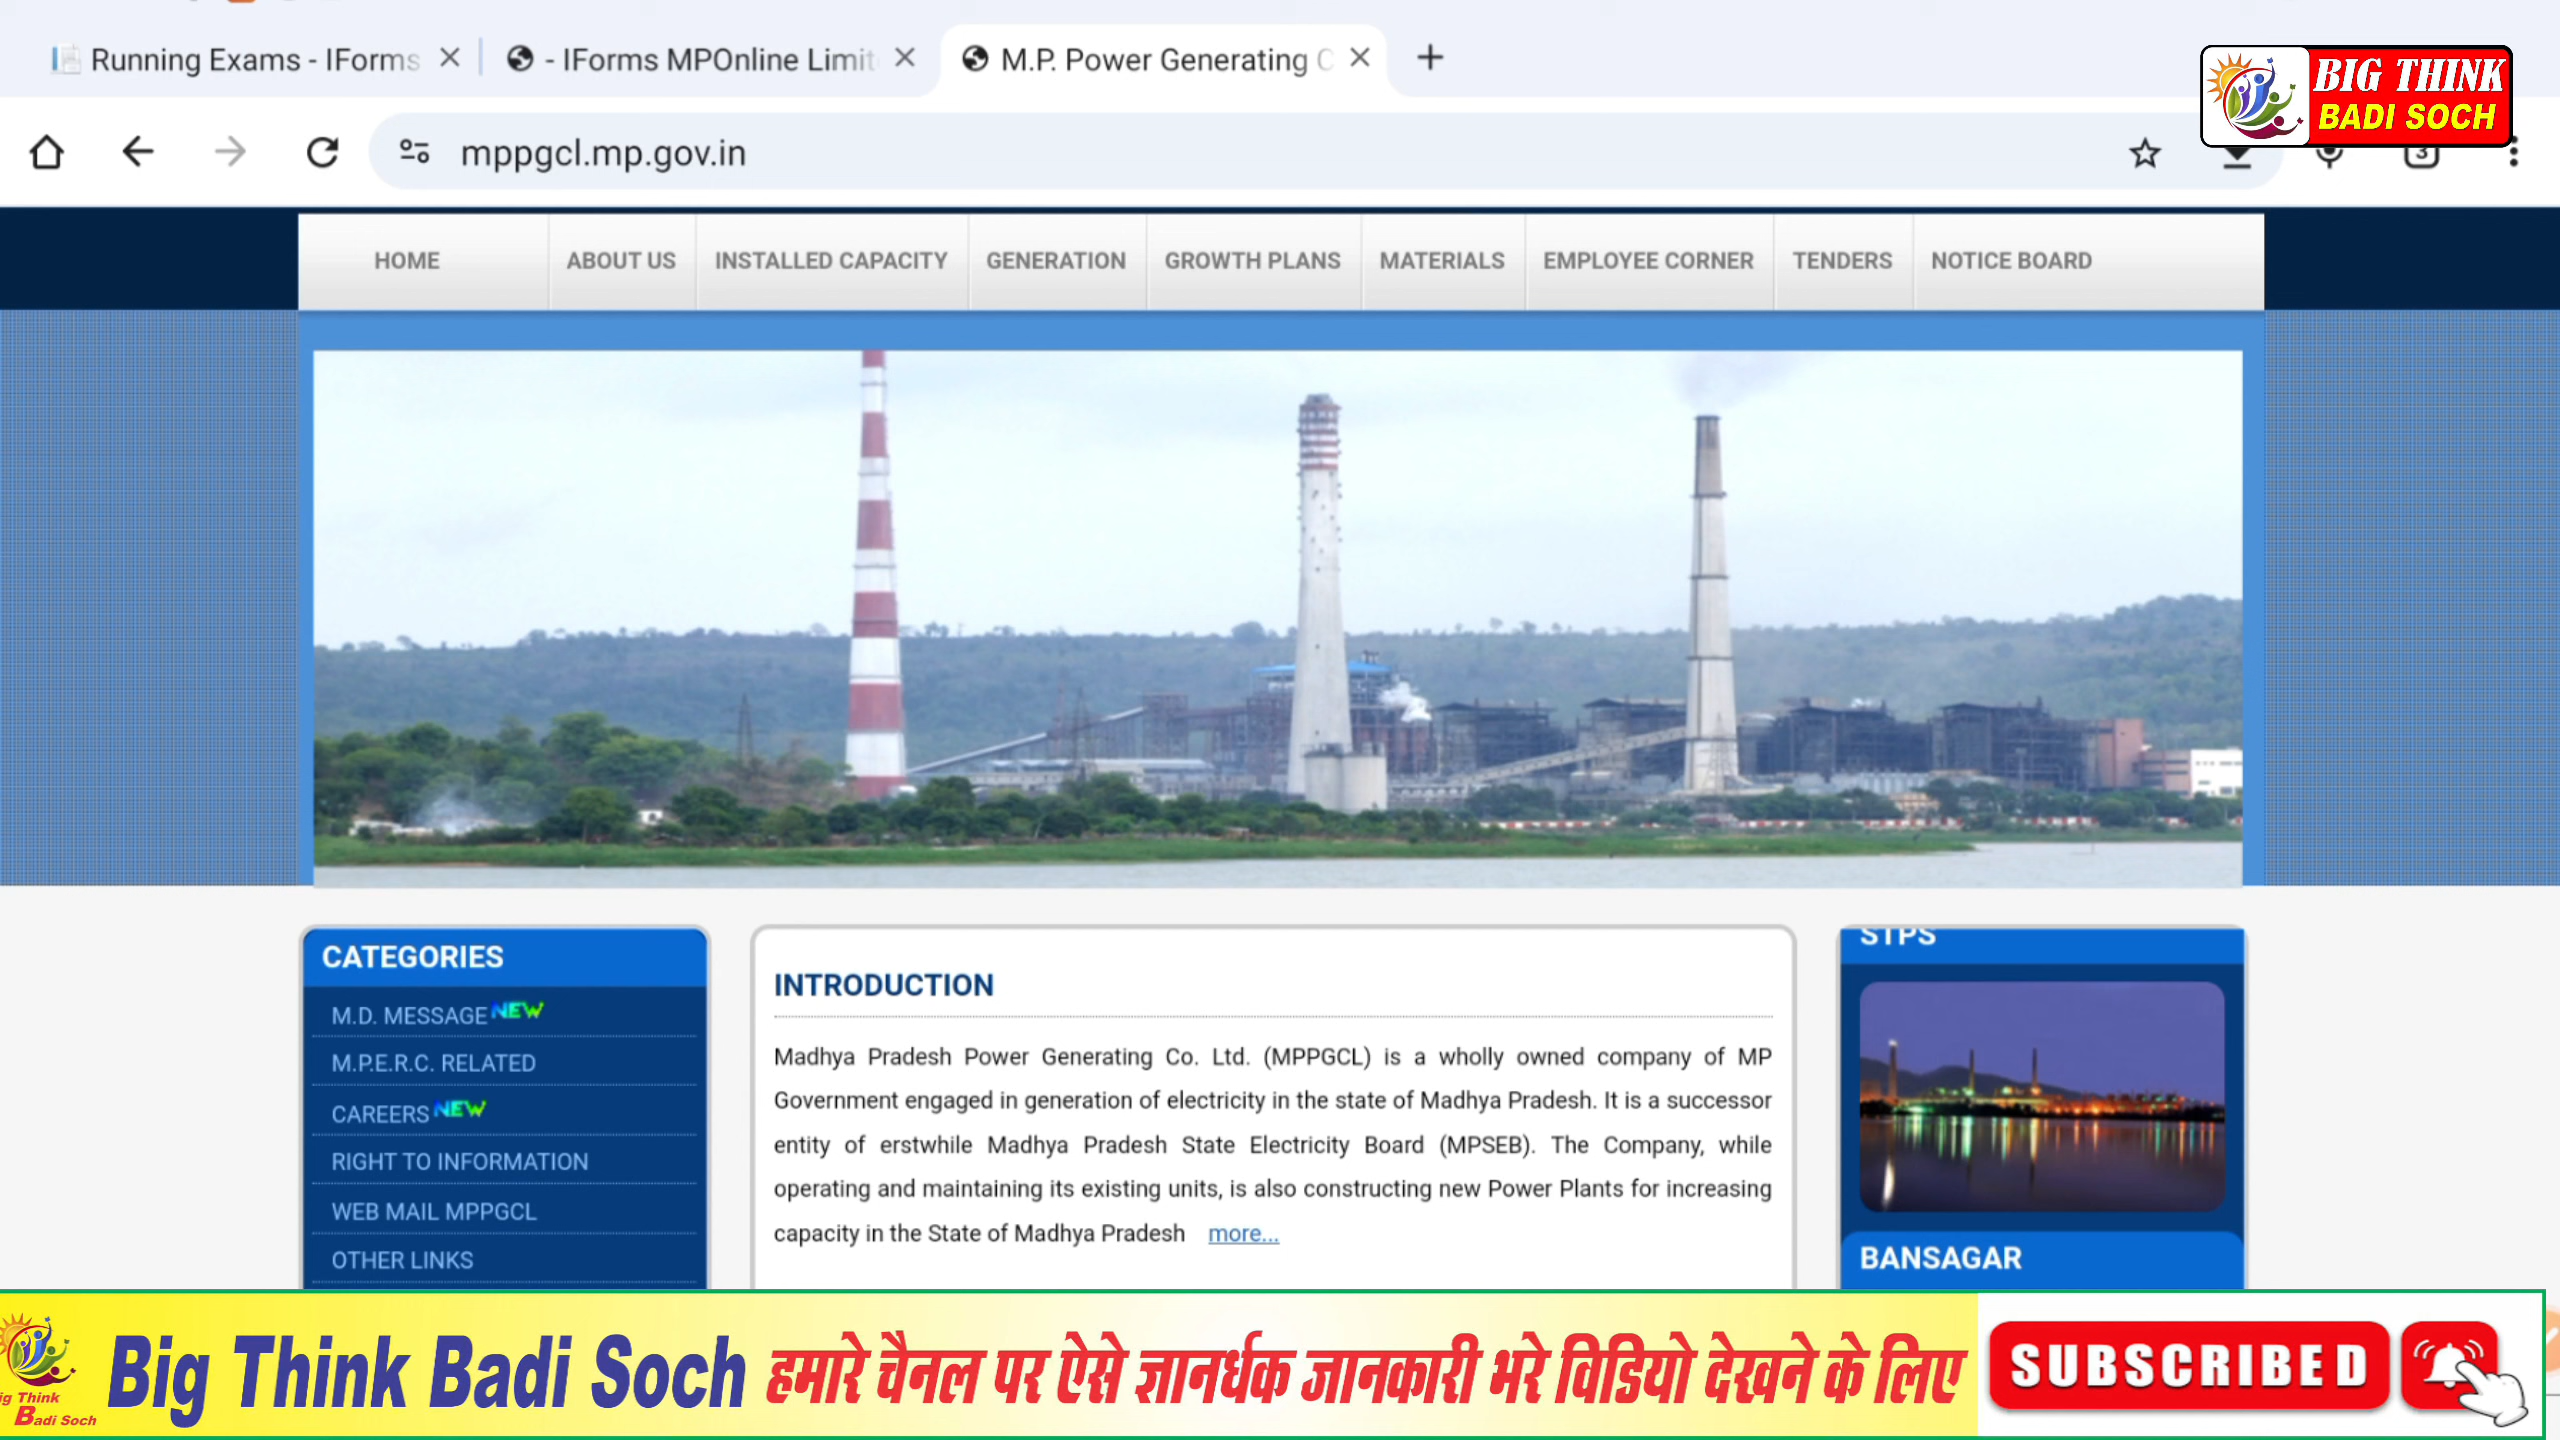 Running Exams - IForms
- IForms MPOnline Limit
M.P. Power Generating C
BIG THINK
BADI SOCH
mppgcl.mp.gov.in
3
HOME
ABOUT US
INSTALLED CAPACITY
GENERATION
GROWTH PLANS
MATERIALS
EMPLOYEE CORNER
TENDERS
NOTICE BOARD
CATEGORIES
M.D. MESSAGE NEW
M.P.E.R.C. RELATED
CAREERS NEW
RIGHT TO INFORMATION
WEB MAIL MPPGCL
OTHER LINKS
INTRODUCTION
Madhya Pradesh Power Generating Co. Ltd. (MPPGCL) is a wholly owned company of MP
Government engaged in generation of electricity in the state of Madhya Pradesh. It is a successor
entity of erstwhile Madhya Pradesh State Electricity Board (MPSEB). The Company, while
operating and maintaining its existing units, is also constructing new Power Plants for increasing
capacity in the State of Madhya Pradesh more...
STPS
BANSAGAR
ig Think
Badi Soch
Big Think Badi Soch हमारे चैनल पर ऐसे ज्ञानर्धक जानकारी भरे विडियो देखने के लिए
SUBSCRIBED